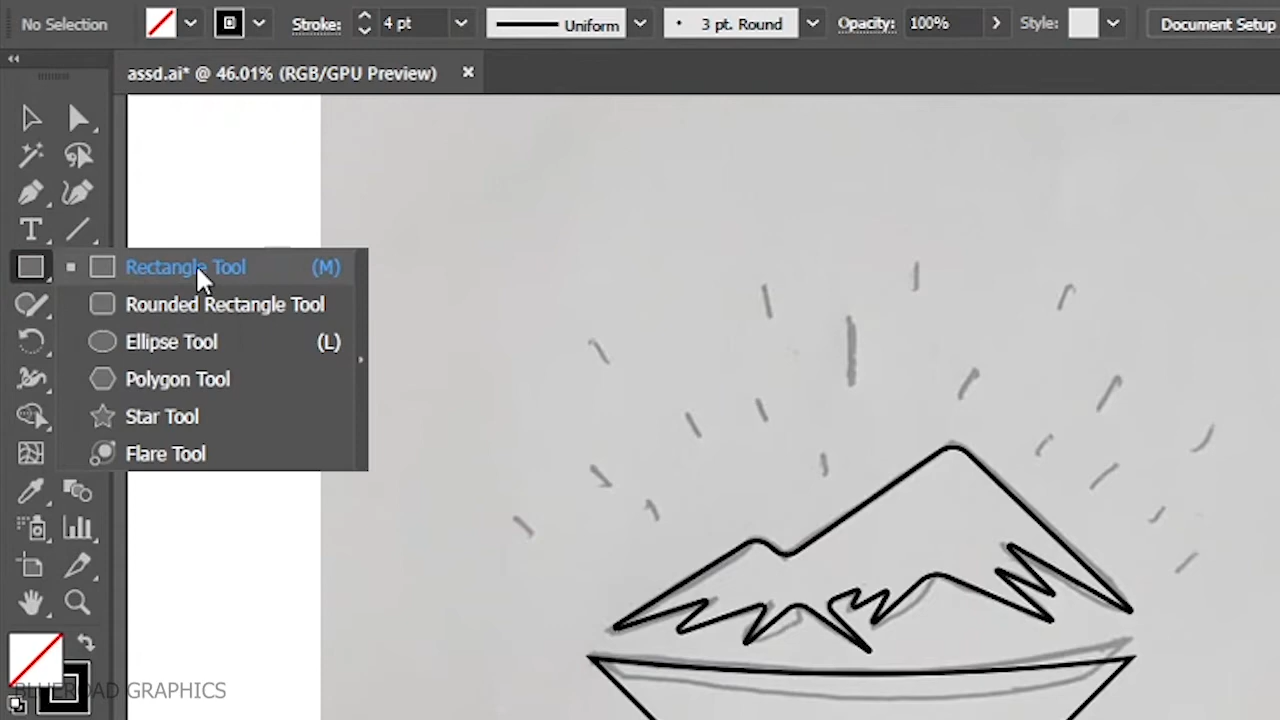 No Selection Stroke: 4 pt Uniform 3 pt. Round Opacity: 100% Style: Document Setup
assd.ai* @ 46.01% (RGB/GPU Preview) ×
T
Rectangle Tool (M)
Rounded Rectangle Tool
Ellipse Tool (L)
Polygon Tool
Star Tool
Flare Tool
BLUEROAD GRAPHICS